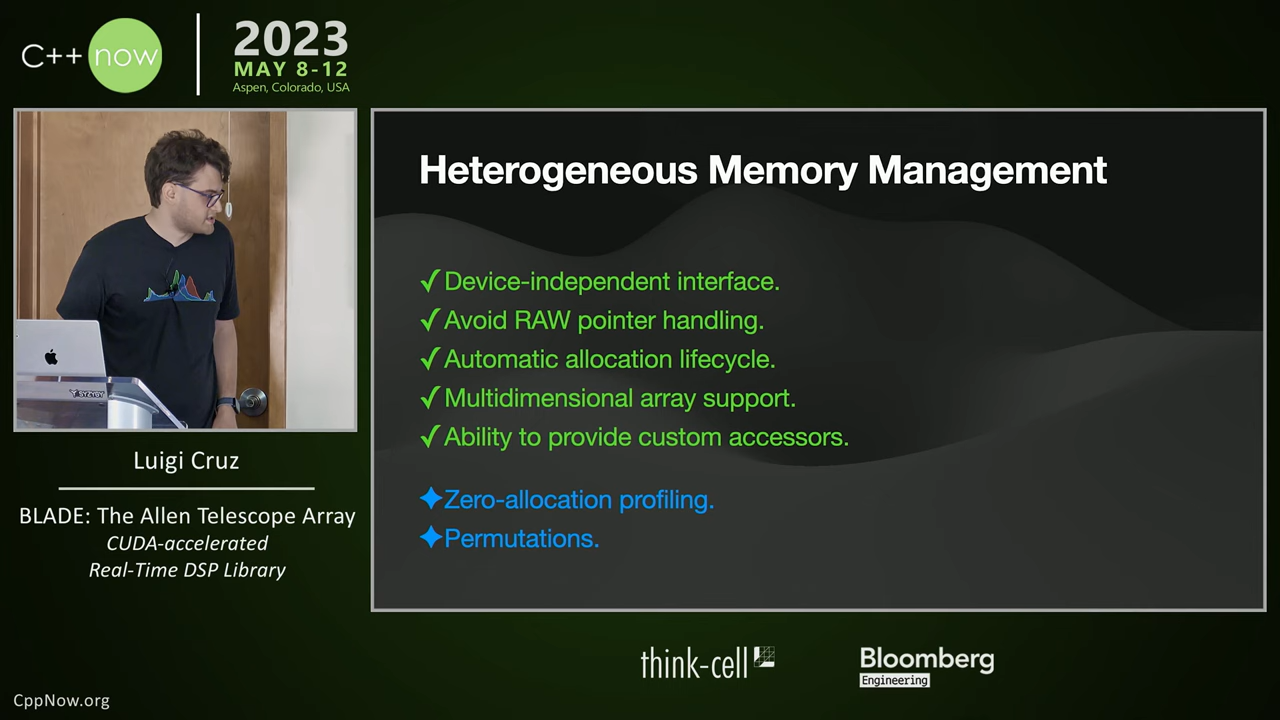 C++ now
2023
MAY 8-12
Aspen, Colorado, USA
Heterogeneous Memory Management
✓Device-independent interface.
✓Avoid RAW pointer handling.
✓Automatic allocation lifecycle.
✓Multidimensional array support.
✓Ability to provide custom accessors.
✦Zero-allocation profiling.
✦Permutations.
Luigi Cruz
BLADE: The Allen Telescope Array
CUDA-accelerated
Real-Time DSP Library
think-cell
Bloomberg
Engineering
CppNow.org